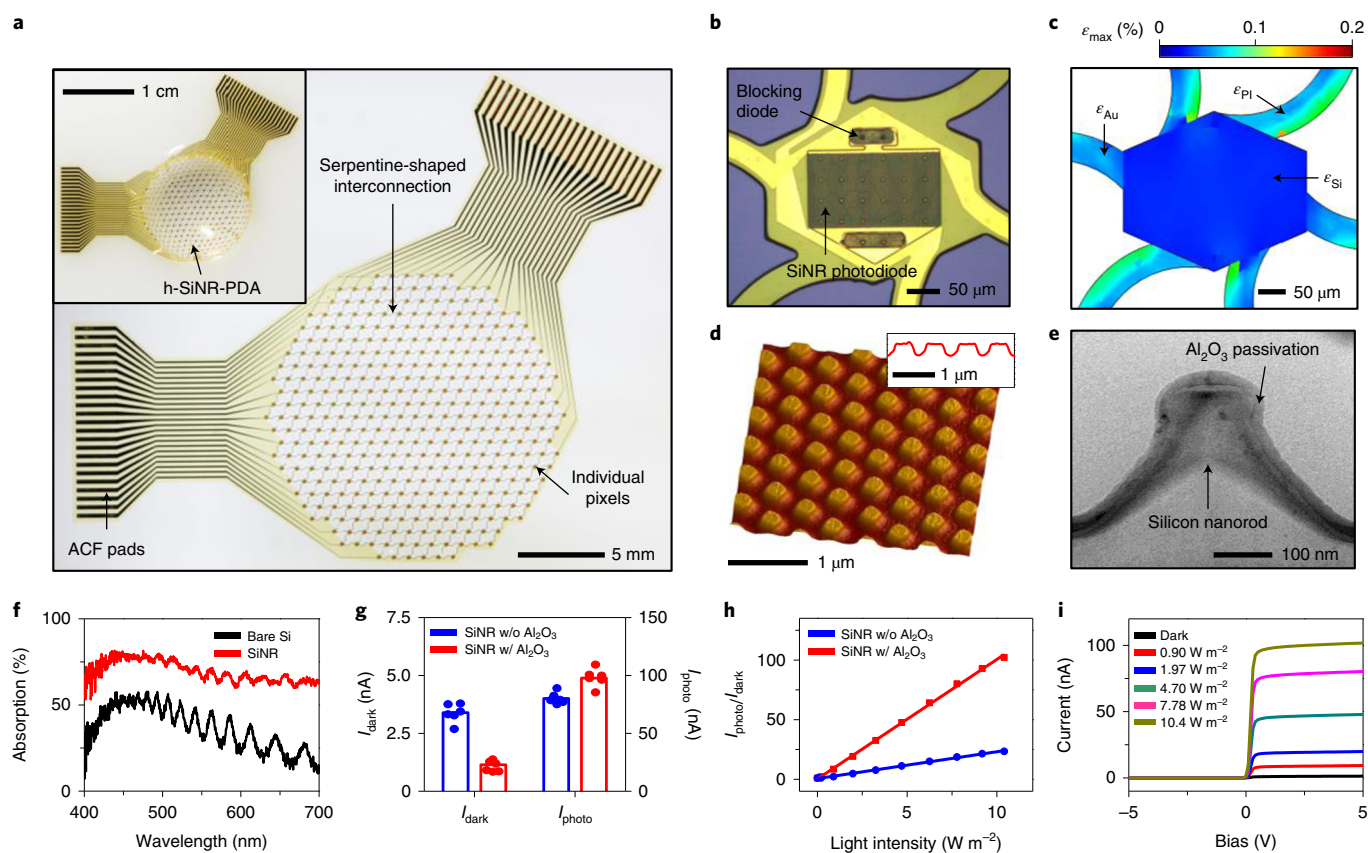 a
1 cm
h-SiNR-PDA
Serpentine-shaped
interconnection
Individual
pixels
ACF pads
5 mm
b
Blocking
diode
SiNR photodiode
50 μm
c
εmax (%)
0
0.1
0.2
εPI
εAu
εSi
50 μm
d
1 μm
1 μm
e
Al2O3 passivation
Silicon nanorod
100 nm
f
100
50
0
Absorption (%)
Bare Si
SiNR
400
500
600
700
Wavelength (nm)
g
7.5
5.0
2.5
0
Idark (nA)
SiNR w/o Al2O3
SiNR w/ Al2O3
150
100
50
0
Iphoto (nA)
Idark
Iphoto
h
100
75
50
25
0
Iphoto/Idark
SiNR w/o Al2O3
SiNR w/ Al2O3
0
5
10
Light intensity (W m−2)
i
100
75
50
25
0
Current (nA)
Dark
0.90 W m−2
1.97 W m−2
4.70 W m−2
7.78 W m−2
10.4 W m−2
−5
0
5
Bias (V)